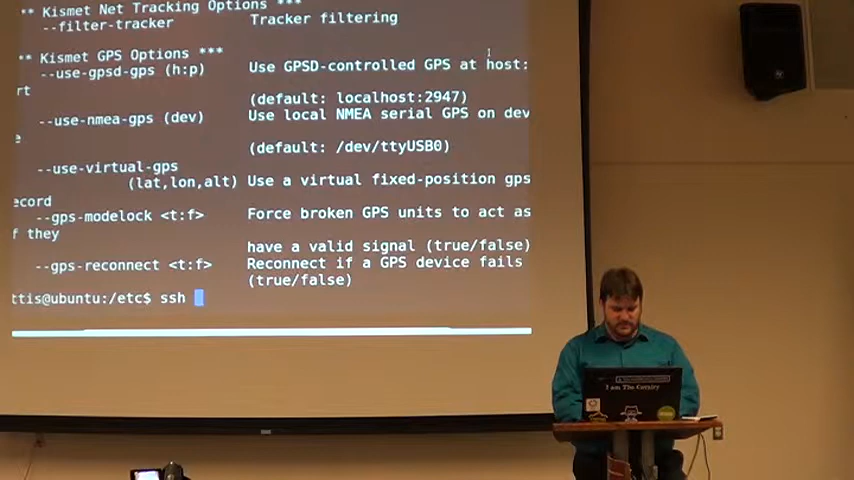 ** Kismet Net Tracking Options ***
--filter-tracker Tracker filtering
** Kismet GPS Options ***
--use-gpsd-gps (h:p) Use GPSD-controlled GPS at host:
rt
(default: localhost:2947)
--use-nmea-gps (dev) Use local NMEA serial GPS on dev
e
(default: /dev/ttyUSB0)
--use-virtual-gps
(lat,lon,alt) Use a virtual fixed-position gps
ecord
--gps-modelock <t:f> Force broken GPS units to act as
f they
have a valid signal (true/false)
--gps-reconnect <t:f> Reconnect if a GPS device fails
(true/false)
ttis@ubuntu:/etc$ ssh
I am The Cavalry